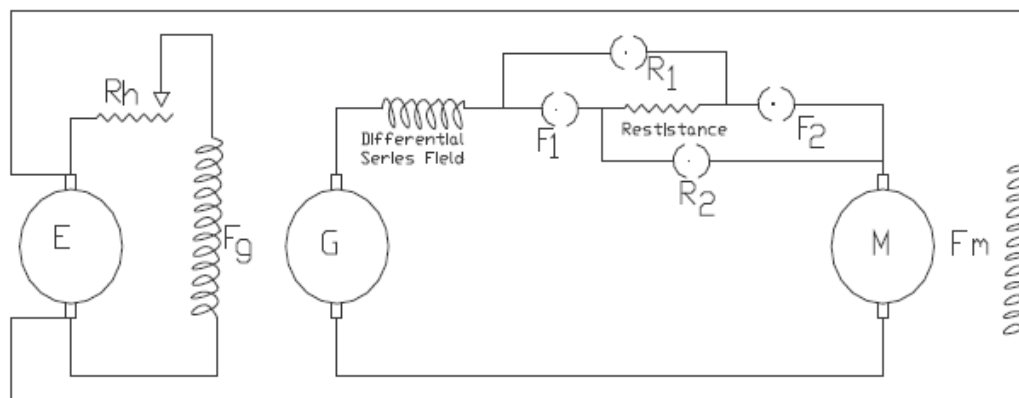 R1
Rh
F1
Restistance
F2
Differential
Series Field
R2
E
Fg
G
M
Fm